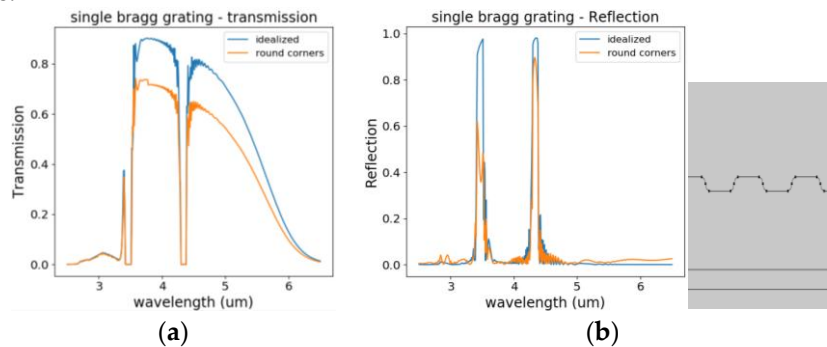 single bragg grating - transmission
idealized
round corners
0.8
0.6
0.4
0.2
0.0
Transmission
3 4 5 6
wavelength (um)
(a)
single bragg grating - Reflection
idealized
round corners
1.0
0.8
0.6
0.4
0.2
0.0
Reflection
3 4 5 6
wavelength (um)
(b)